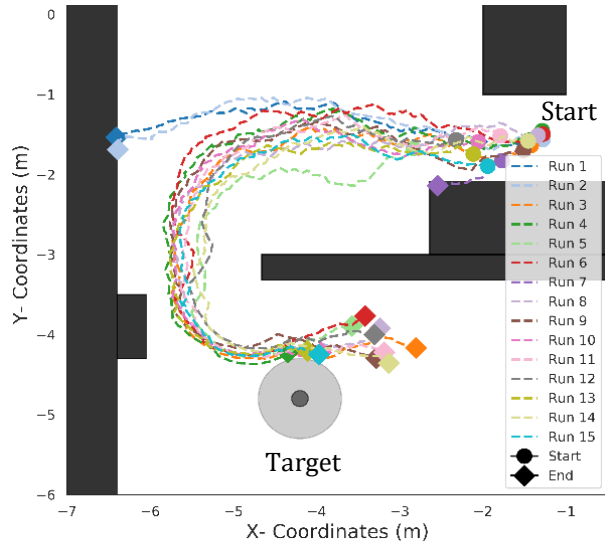 0
−1
−2
−3
−4
−5
−6
Y- Coordinates (m)
−7
−6
−5
−4
−3
−2
−1
X- Coordinates (m)
Start
Target
Run 1
Run 2
Run 3
Run 4
Run 5
Run 6
Run 7
Run 8
Run 9
Run 10
Run 11
Run 12
Run 13
Run 14
Run 15
Start
End